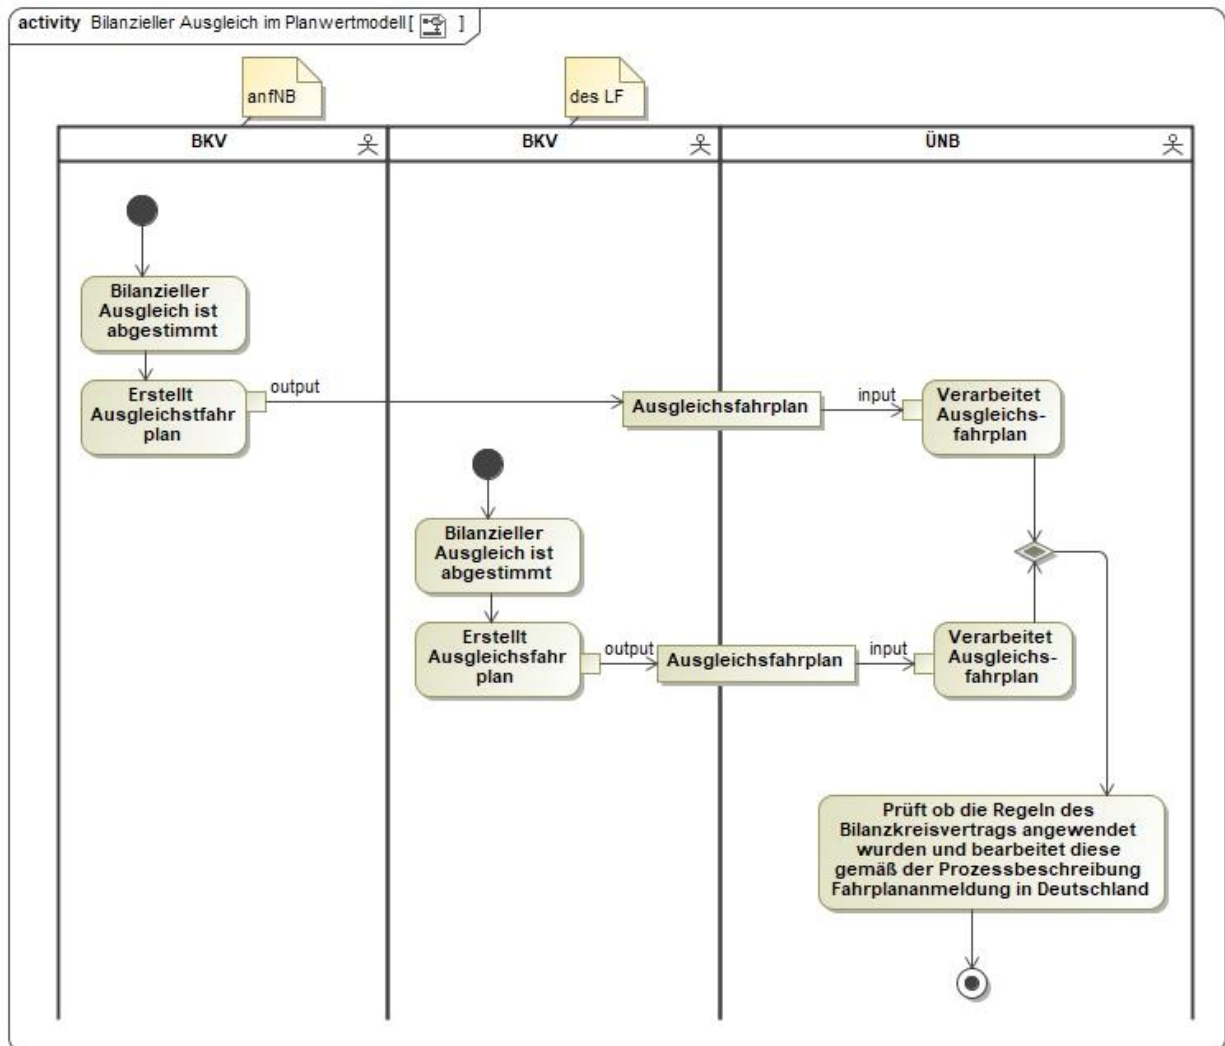 activity Bilanzieller Ausgleich im Planwertmodell [ ]
anfNB
des LF
BKV
BKV
ÜNB
Bilanzieller
Ausgleich ist
abgestimmt
Erstellt
Ausgleichstfahr
plan
output
Ausgleichsfahrplan
input
Verarbeitet
Ausgleichs-
fahrplan
Bilanzieller
Ausgleich ist
abgestimmt
Erstellt
Ausgleichsfahr
plan
output
Ausgleichsfahrplan
input
Verarbeitet
Ausgleichs-
fahrplan
Prüft ob die Regeln des
Bilanzkreisvertrags angewendet
wurden und bearbeitet diese
gemäß der Prozessbeschreibung
Fahrplananmeldung in Deutschland